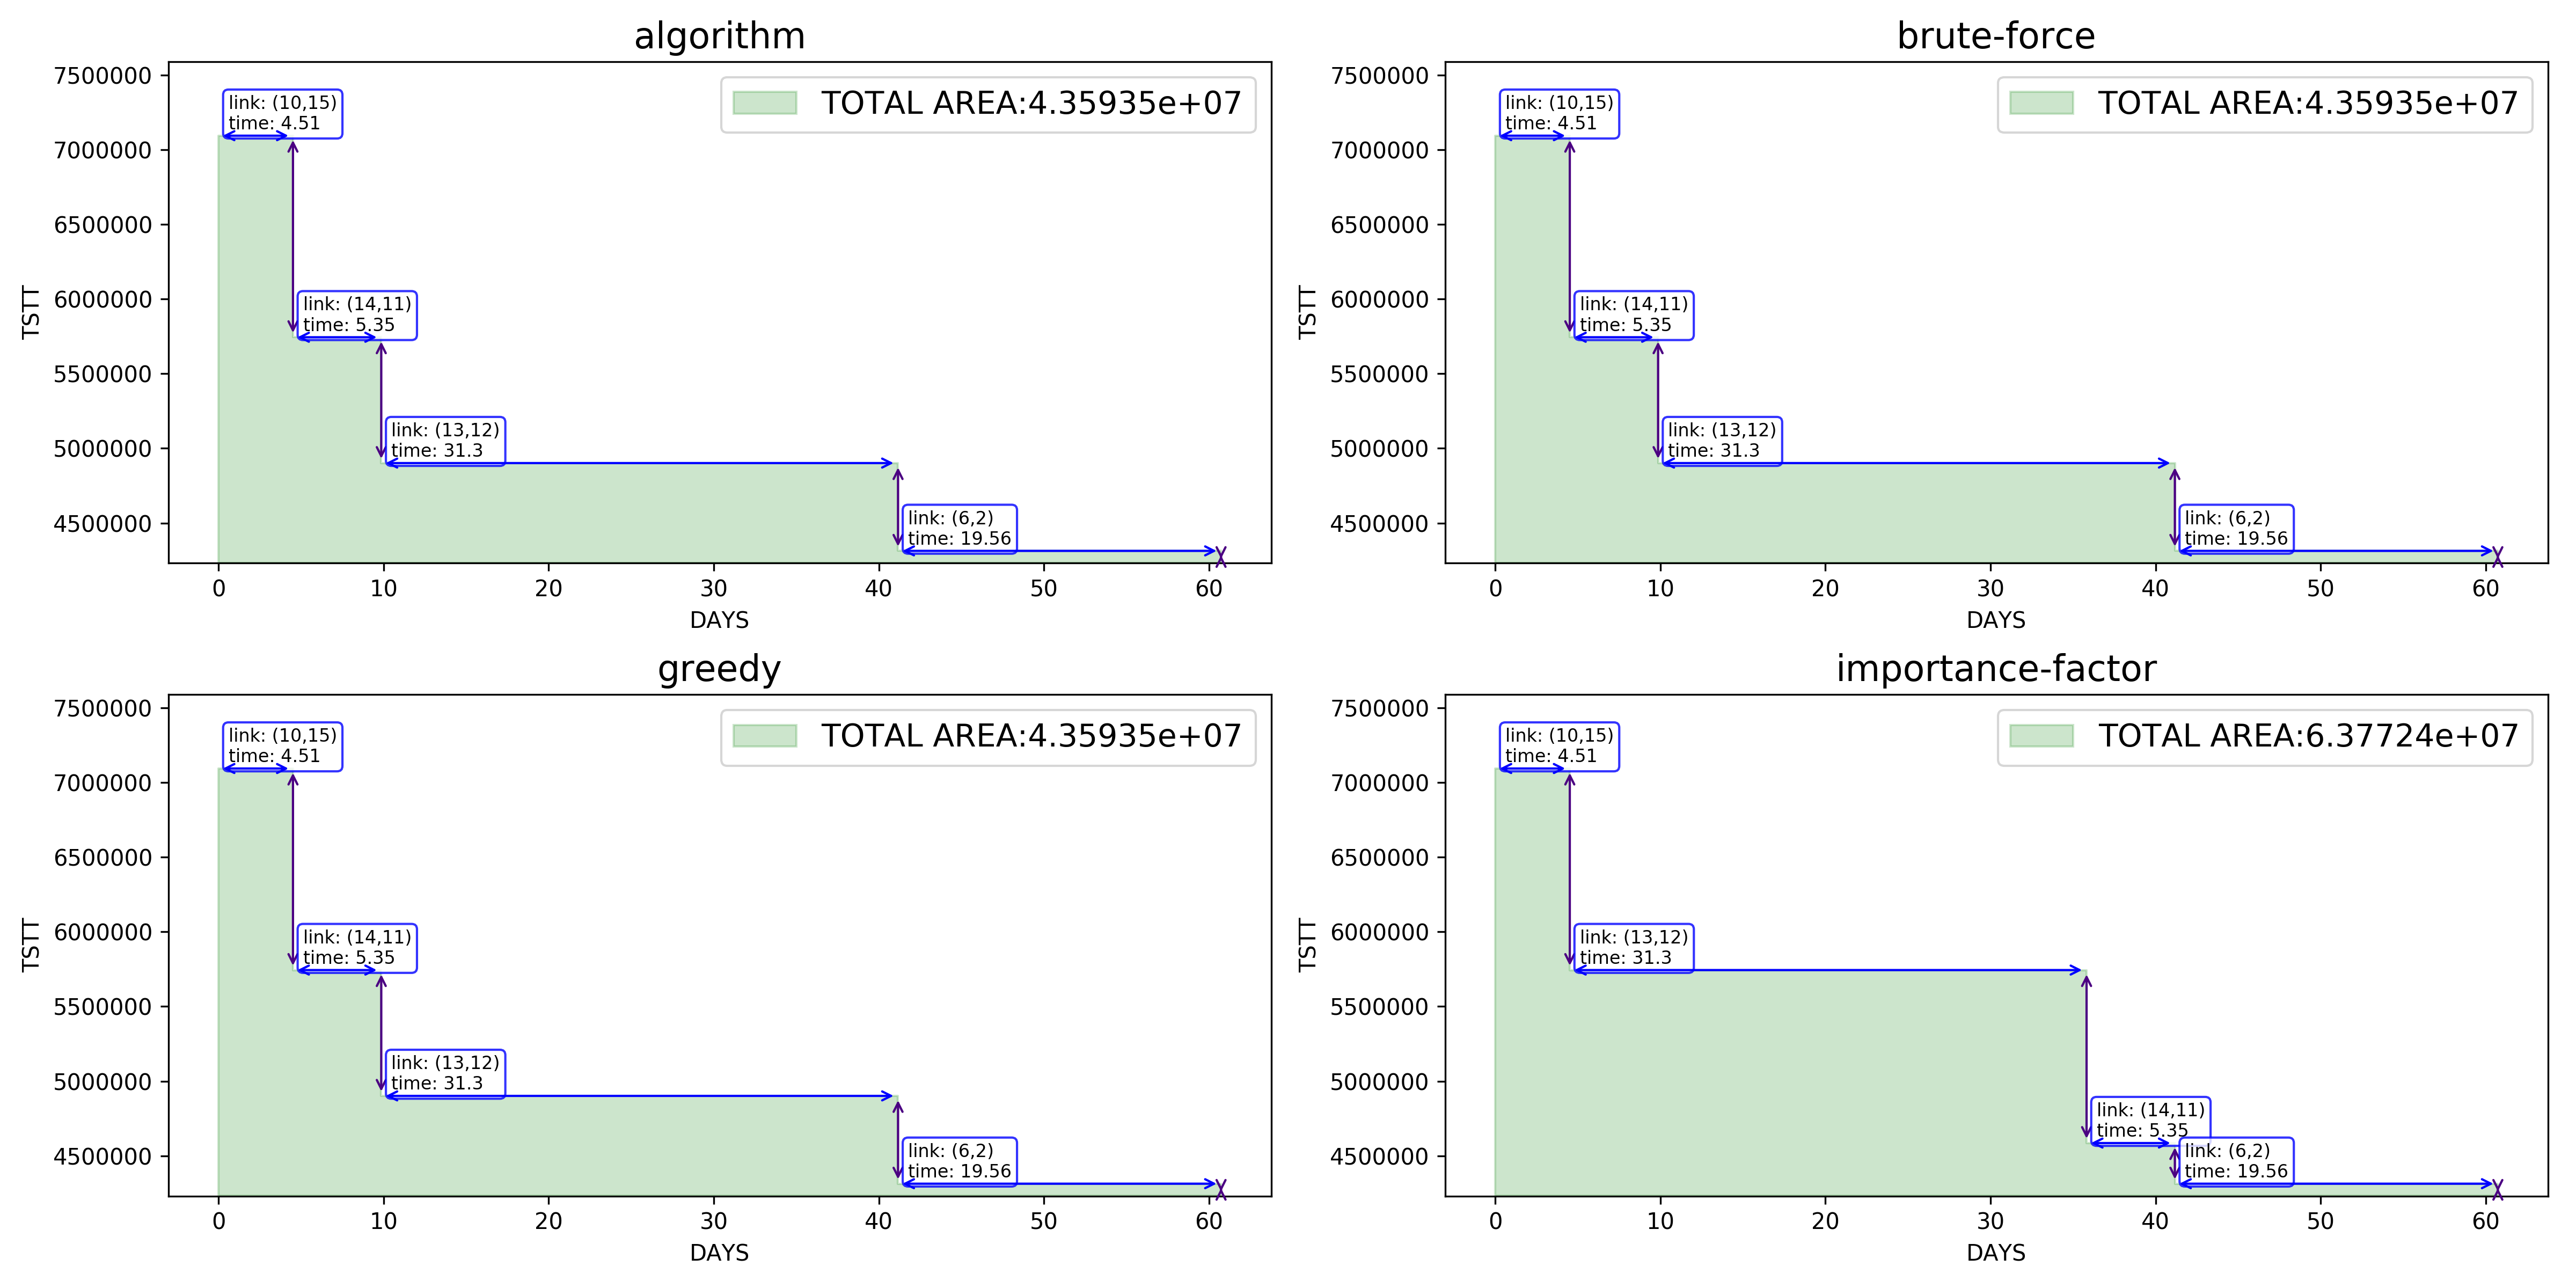 algorithm
TSTT
7500000
7000000
6500000
6000000
5500000
5000000
4500000
TOTAL AREA:4.35935e+07
link: (10,15)
time: 4.51
link: (14,11)
time: 5.35
link: (13,12)
time: 31.3
link: (6,2)
time: 19.56
0 10 20 30 40 50 60
DAYS
brute-force
TSTT
7500000
7000000
6500000
6000000
5500000
5000000
4500000
TOTAL AREA:4.35935e+07
link: (10,15)
time: 4.51
link: (14,11)
time: 5.35
link: (13,12)
time: 31.3
link: (6,2)
time: 19.56
0 10 20 30 40 50 60
DAYS
greedy
TSTT
7500000
7000000
6500000
6000000
5500000
5000000
4500000
TOTAL AREA:4.35935e+07
link: (10,15)
time: 4.51
link: (14,11)
time: 5.35
link: (13,12)
time: 31.3
link: (6,2)
time: 19.56
0 10 20 30 40 50 60
DAYS
importance-factor
TSTT
7500000
7000000
6500000
6000000
5500000
5000000
4500000
TOTAL AREA:6.37724e+07
link: (10,15)
time: 4.51
link: (13,12)
time: 31.3
link: (14,11)
time: 5.35
link: (6,2)
time: 19.56
0 10 20 30 40 50 60
DAYS